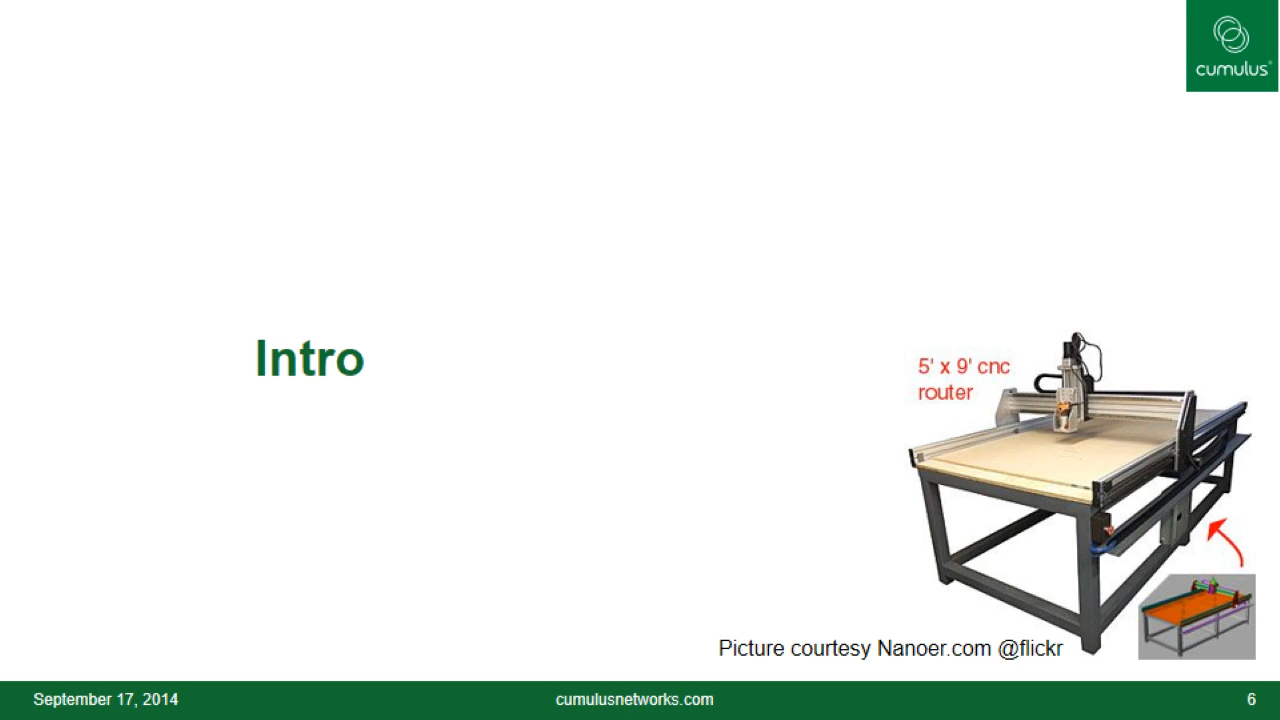 cumulus®
Intro
5' x 9' cnc
router
Picture courtesy Nanoer.com @flickr
September 17, 2014
cumulusnetworks.com
6